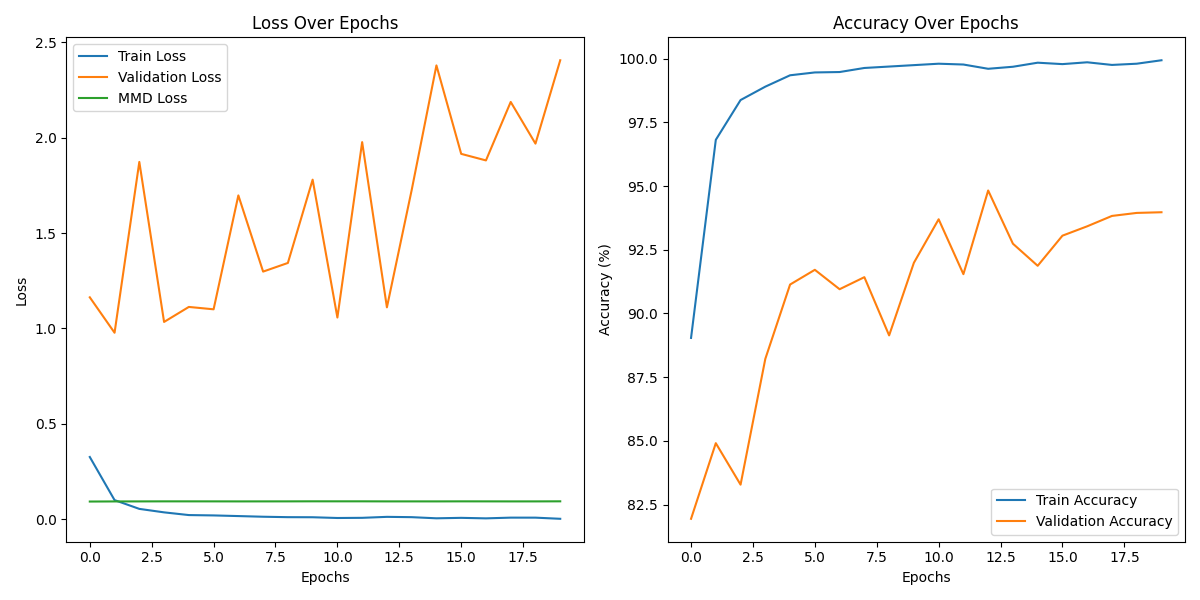 Loss Over Epochs
2.5
2.0
1.5
1.0
0.5
0.0
Loss
Train Loss
Validation Loss
MMD Loss
0.0 2.5 5.0 7.5 10.0 12.5 15.0 17.5
Epochs
Accuracy Over Epochs
100.0
97.5
95.0
92.5
90.0
87.5
85.0
82.5
Accuracy (%)
Train Accuracy
Validation Accuracy
0.0 2.5 5.0 7.5 10.0 12.5 15.0 17.5
Epochs